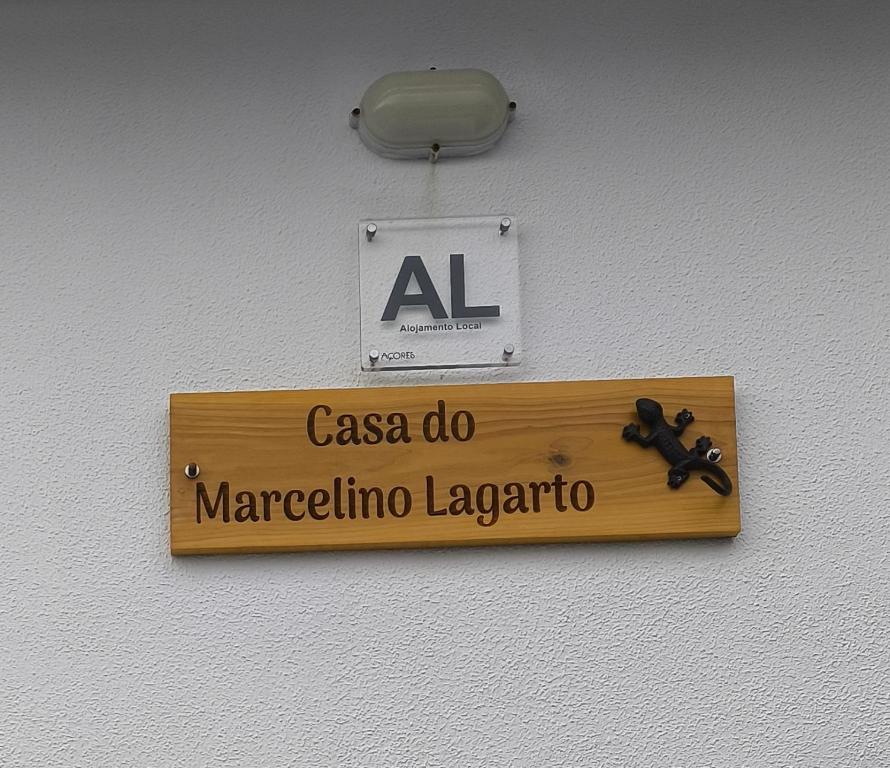 AL
Alojamento Local
AÇORES
Casa do
Marcelino Lagarto